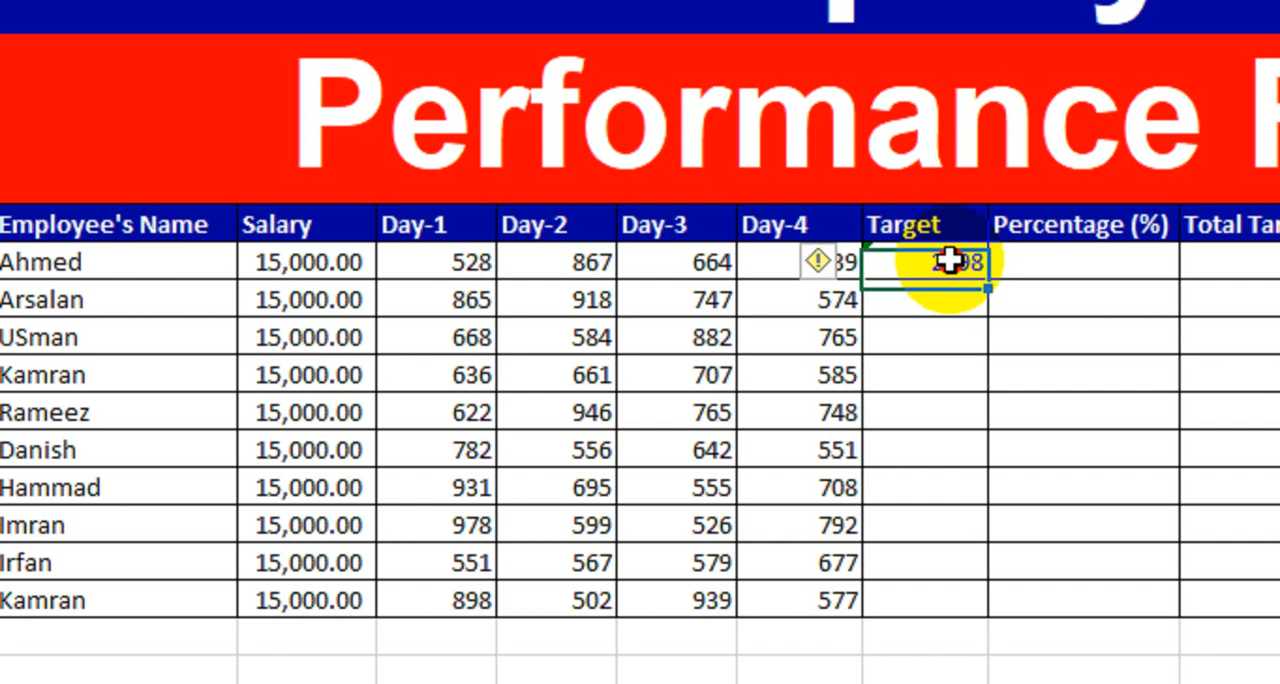 Performance
Employee's Name Salary Day-1 Day-2 Day-3 Day-4 Target Percentage (%) Total
Ahmed 15,000.00 528 867 664
Arsalan 15,000.00 865 918 747 574
USman 15,000.00 668 584 882 765
Kamran 15,000.00 636 661 707 585
Rameez 15,000.00 622 946 765 748
Danish 15,000.00 782 556 642 551
Hammad 15,000.00 931 695 555 708
Imran 15,000.00 978 599 526 792
Irfan 15,000.00 551 567 579 677
Kamran 15,000.00 898 502 939 577